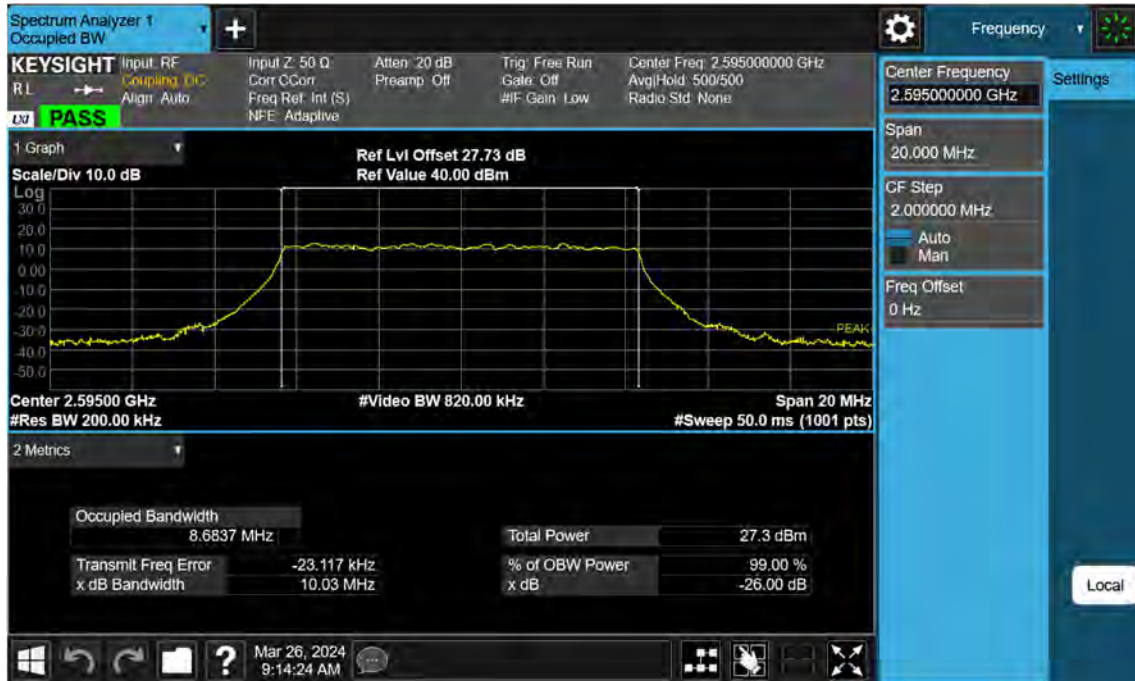 Spectrum Analyzer 1
Occupied BW
+
Frequency
KEYSIGHT
R L
LXI PASS
Input: RF
Coupling: DC
Align: Auto
Input Z: 50 Ω
Corr CCorr
Freq Ref: Int (S)
NFE: Adaptive
Atten: 20 dB
Preamp: Off
Trig: Free Run
Gate: Off
#IF Gain: Low
Center Freq: 2.595000000 GHz
Avg|Hold: 500/500
Radio Std: None
Center Frequency
2.595000000 GHz
Settings
Span
20.000 MHz
CF Step
2.000000 MHz
Auto
Man
Freq Offset
0 Hz
Local
1 Graph
Scale/Div 10.0 dB
Ref Lvl Offset 27.73 dB
Ref Value 40.00 dBm
Log
30.0
20.0
10.0
0.00
-10.0
-20.0
-30.0
-40.0
-50.0
PEAK
Center 2.59500 GHz
#Video BW 820.00 kHz
Span 20 MHz
#Res BW 200.00 kHz
#Sweep 50.0 ms (1001 pts)
2 Metrics
Occupied Bandwidth
8.6837 MHz
Total Power 27.3 dBm
Transmit Freq Error -23.117 kHz
% of OBW Power 99.00 %
x dB Bandwidth 10.03 MHz
x dB -26.00 dB
?
Mar 26, 2024
9:14:24 AM